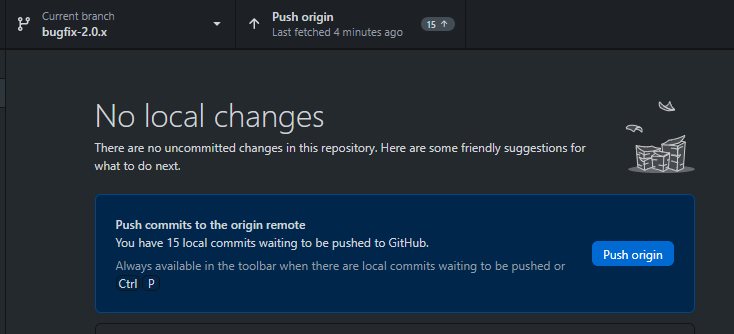 Current branch
bugfix-2.0.x
Push origin
Last fetched 4 minutes ago
15
No local changes
There are no uncommitted changes in this repository. Here are some friendly suggestions for
what to do next.
Push commits to the origin remote
You have 15 local commits waiting to be pushed to GitHub.
Always available in the toolbar when there are local commits waiting to be pushed or
Ctrl P
Push origin